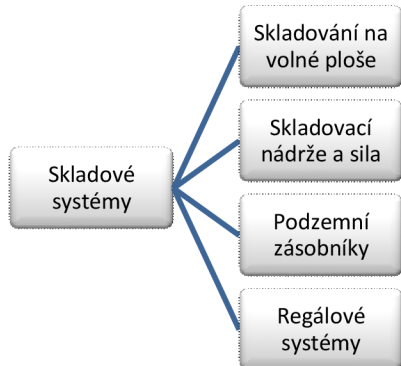 Skladování na
volné ploše
Skladovací
nádrže a sila
Skladové
systémy
Podzemní
zásobníky
Regálové
systémy